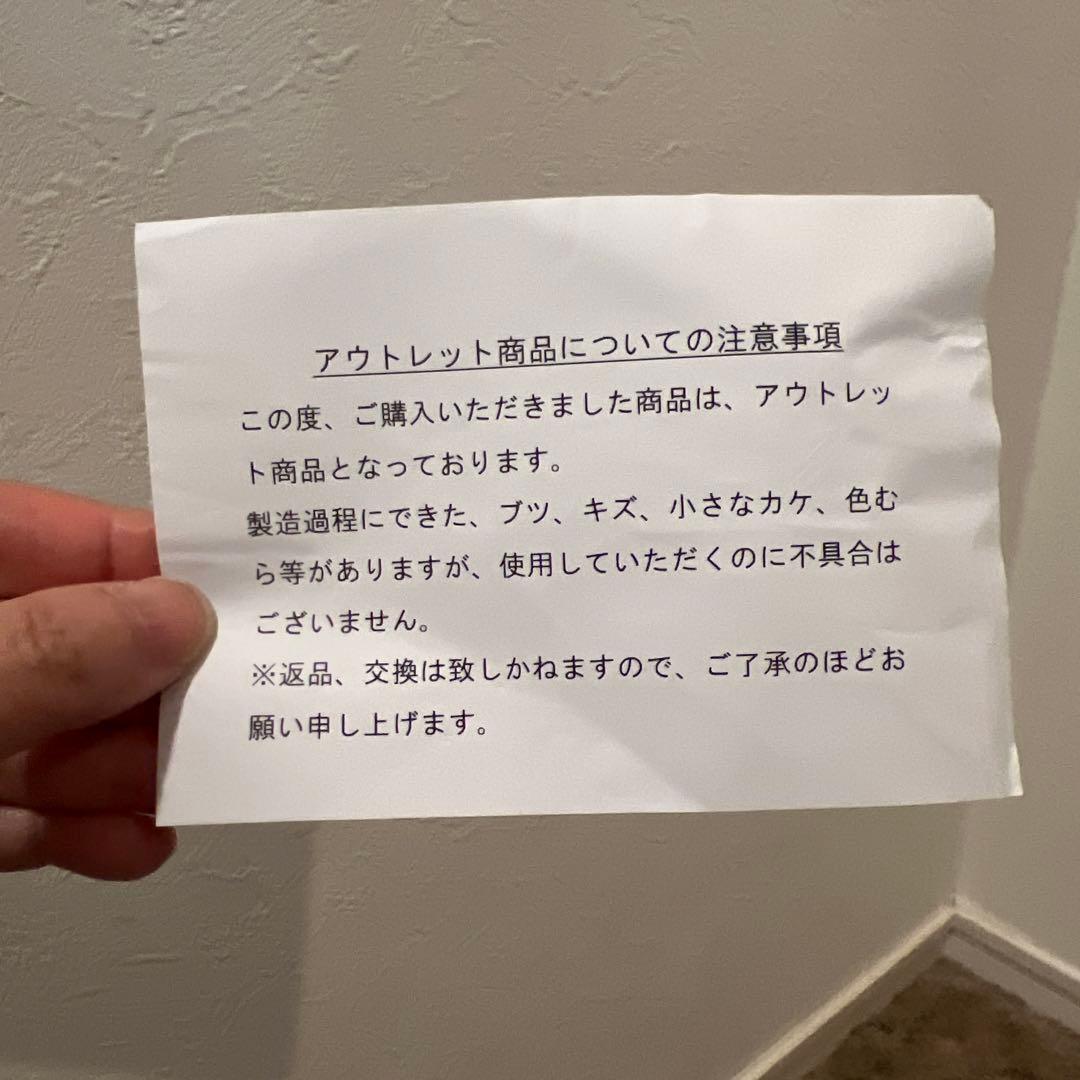 アウトレット商品についての注意事項
この度、ご購入いただきました商品は、アウトレッ
ト商品となっております。
製造過程にできた、ブツ、キズ、小さなカケ、色む
ら等がありますが、使用していただくのに不具合は
ございません。
※返品、交換は致しかねますので、ご了承のほどお
願い申し上げます。